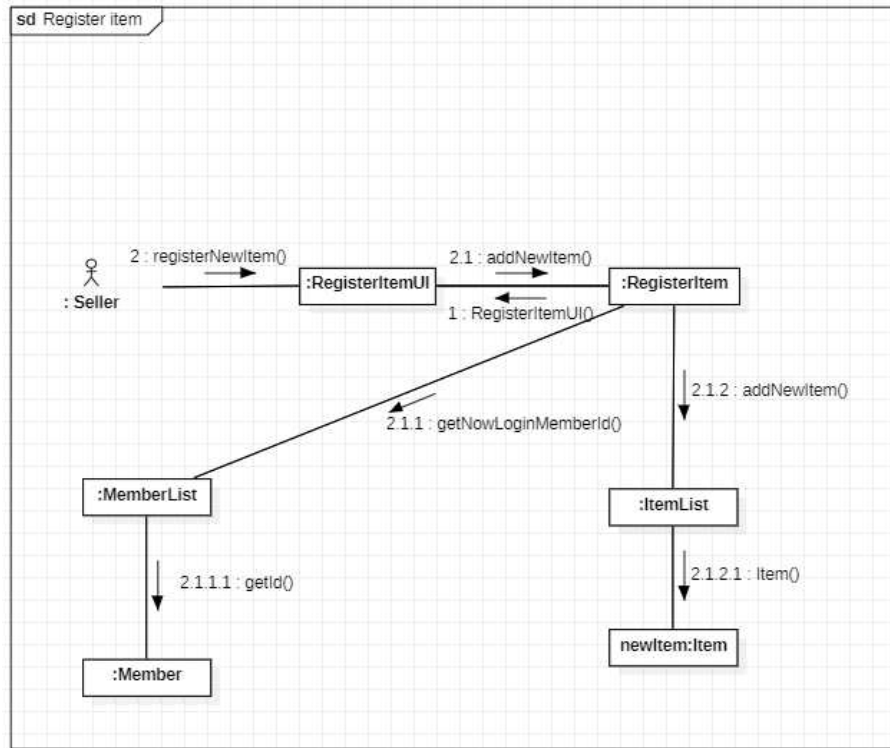 sd Register item
2 : registerNewItem()
2.1 : addNewItem()
: Seller
:RegisterItemUI
:RegisterItem
1 : RegisterItemUI()
2.1.2 : addNewItem()
2.1.1 : getNowLoginMemberId()
:MemberList
:ItemList
2.1.1.1 : getId()
2.1.2.1 : Item()
newItem:Item
:Member